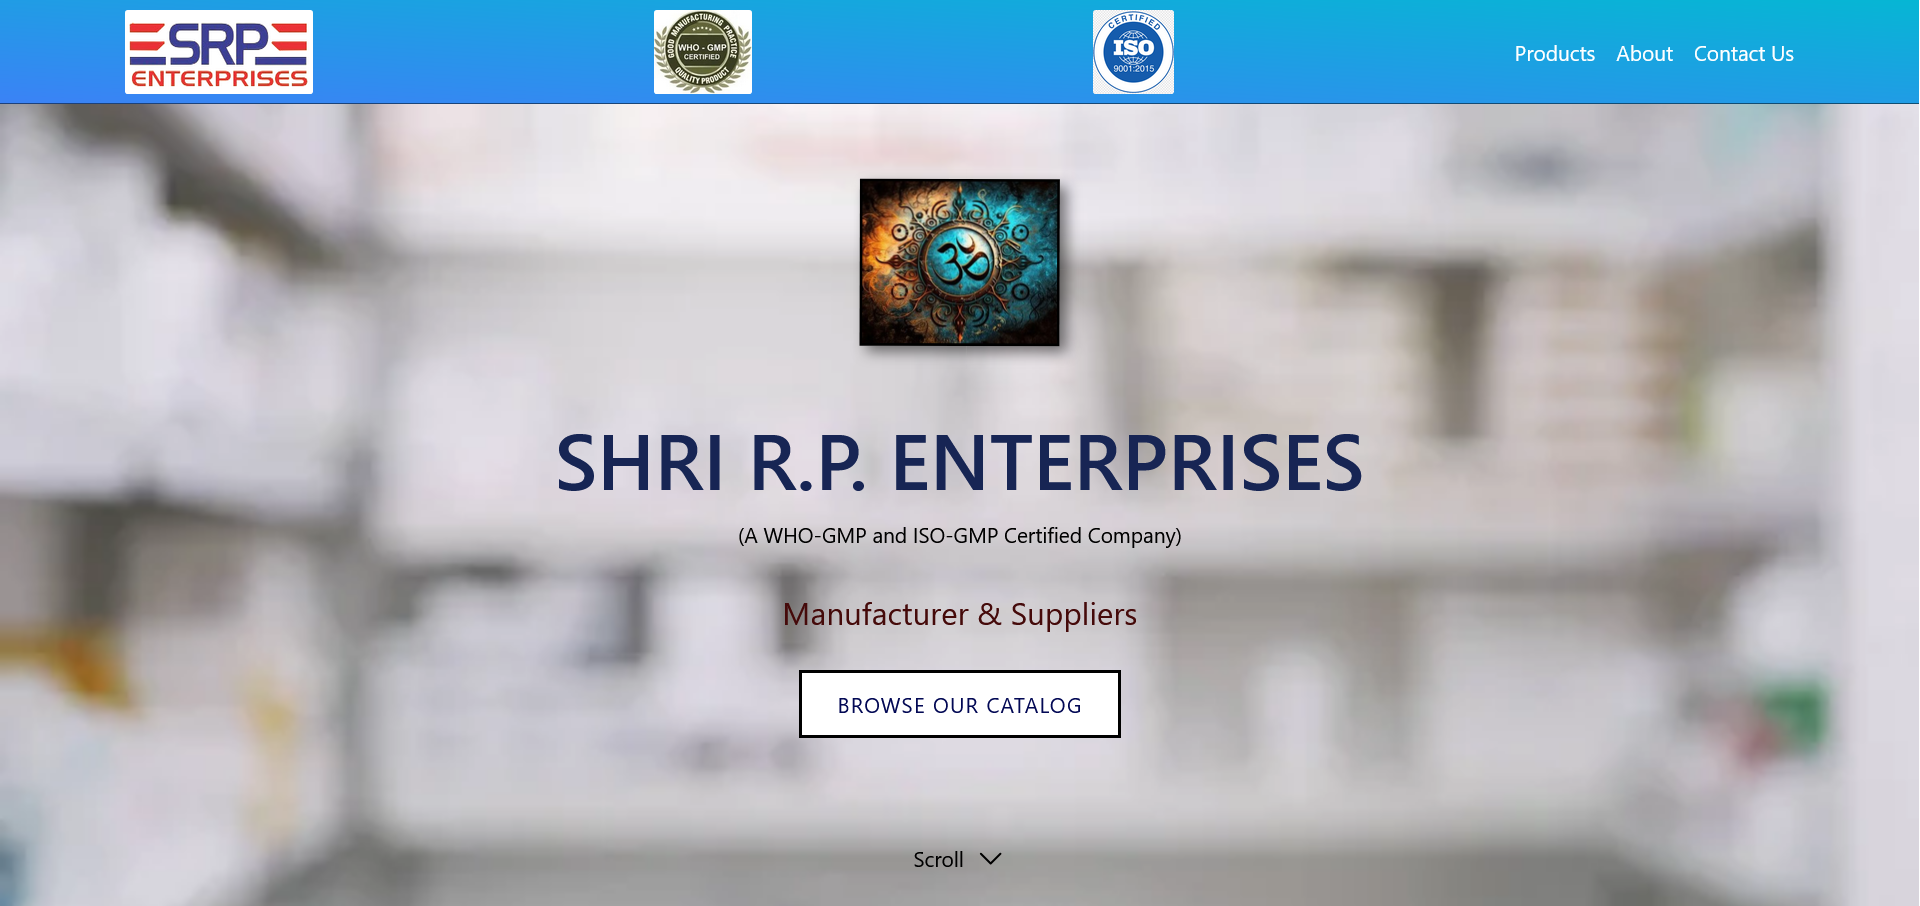 SRP
ENTERPRISES
GOOD MANUFACTURING PRACTICE
WHO - GMP
CERTIFIED
QUALITY PRODUCT
CERTIFIED
ISO
9001:2015
Products About Contact Us
ॐ
SHRI R.P. ENTERPRISES
(A WHO-GMP and ISO-GMP Certified Company)
Manufacturer & Suppliers
BROWSE OUR CATALOG
Scroll